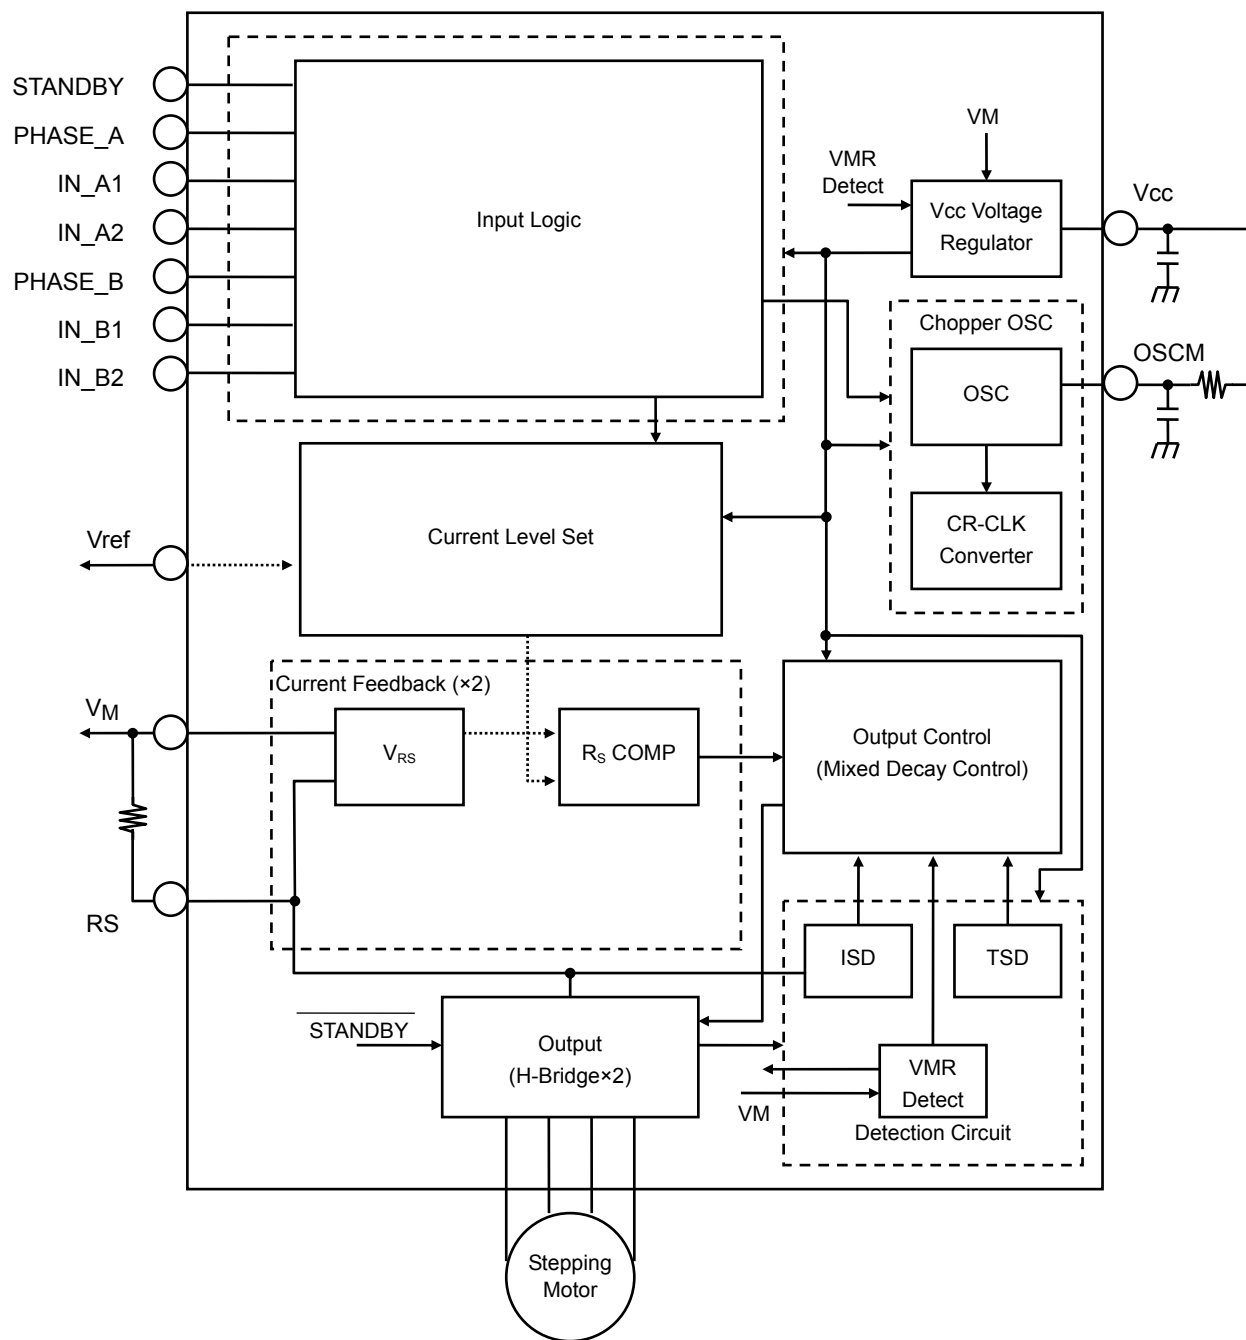 STANDBY
PHASE_A
IN_A1
IN_A2
PHASE_B
IN_B1
IN_B2
Input Logic
VM
VMR
Detect
Vcc Voltage
Regulator
Vcc
Chopper OSC
OSC
OSCM
CR-CLK
Converter
Vref
Current Level Set
Current Feedback (×2)
VM
VRS
RS COMP
Output Control
(Mixed Decay Control)
RS
ISD
TSD
STANDBY
Output
(H-Bridge×2)
VMR
Detect
VM
Detection Circuit
Stepping
Motor